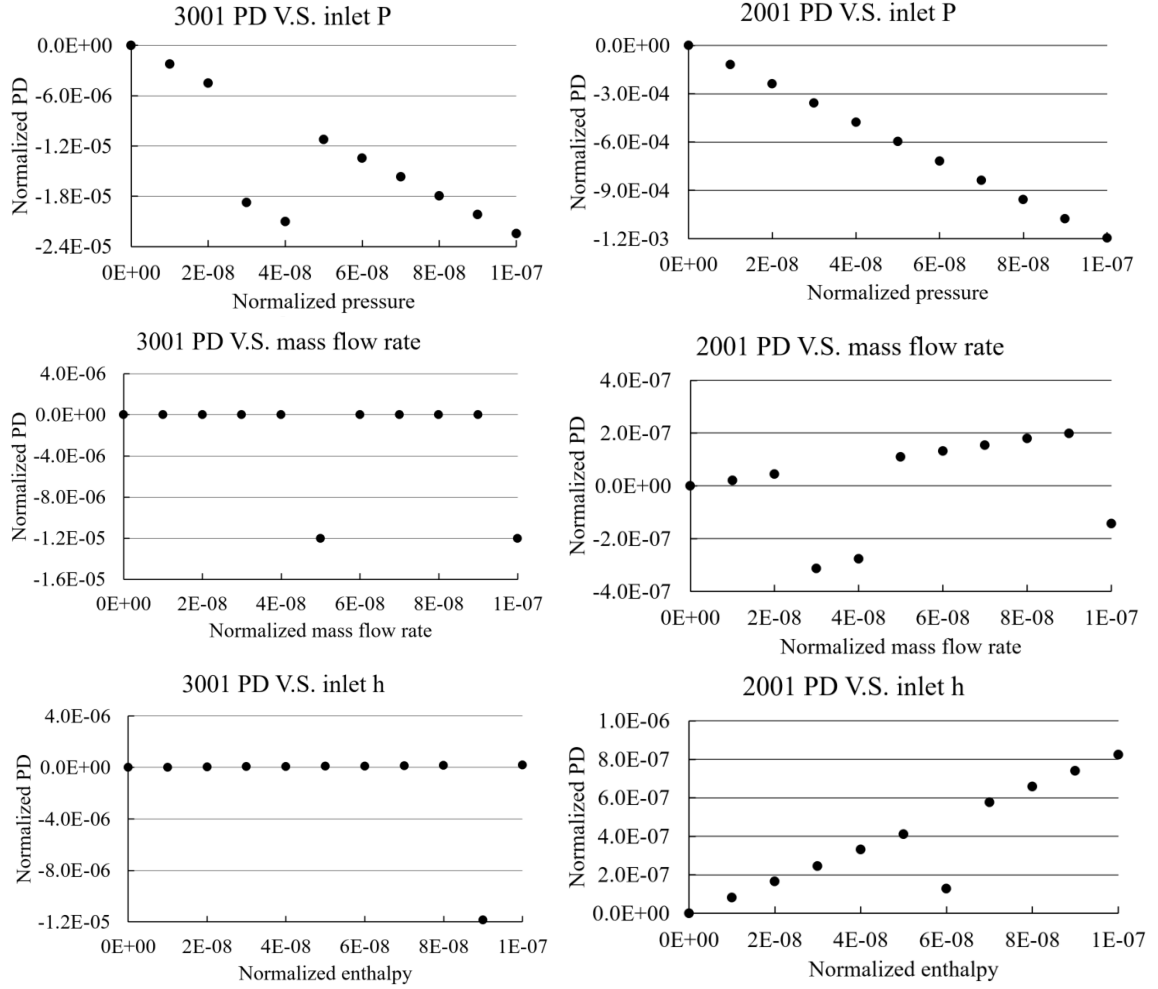 3001 PD V.S. inlet P
0.0E+00
-6.0E-06
-1.2E-05
-1.8E-05
-2.4E-05
Normalized PD
0E+00 2E-08 4E-08 6E-08 8E-08 1E-07
Normalized pressure
2001 PD V.S. inlet P
0.0E+00
-3.0E-04
-6.0E-04
-9.0E-04
-1.2E-03
Normalized PD
0E+00 2E-08 4E-08 6E-08 8E-08 1E-07
Normalized pressure
3001 PD V.S. mass flow rate
4.0E-06
0.0E+00
-4.0E-06
-8.0E-06
-1.2E-05
-1.6E-05
Normalized PD
0E+00 2E-08 4E-08 6E-08 8E-08 1E-07
Normalized mass flow rate
2001 PD V.S. mass flow rate
4.0E-07
2.0E-07
0.0E+00
-2.0E-07
-4.0E-07
Normalized PD
0E+00 2E-08 4E-08 6E-08 8E-08 1E-07
Normalized mass flow rate
3001 PD V.S. inlet h
4.0E-06
0.0E+00
-4.0E-06
-8.0E-06
-1.2E-05
Normalized PD
0E+00 2E-08 4E-08 6E-08 8E-08 1E-07
Normalized enthalpy
2001 PD V.S. inlet h
1.0E-06
8.0E-07
6.0E-07
4.0E-07
2.0E-07
0.0E+00
Normalized PD
0E+00 2E-08 4E-08 6E-08 8E-08 1E-07
Normalized enthalpy